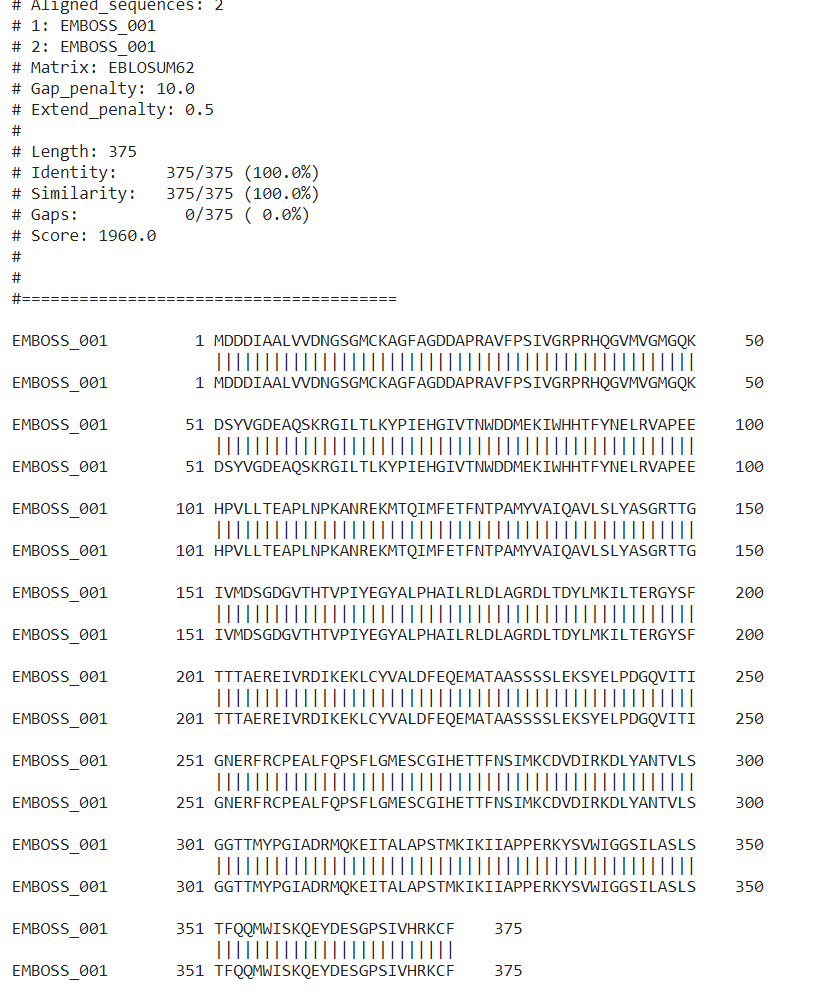 # Aligned_sequences: 2
# 1: EMBOSS_001
# 2: EMBOSS_001
# Matrix: EBLOSUM62
# Gap_penalty: 10.0
# Extend_penalty: 0.5
#
# Length: 375
# Identity:     375/375 (100.0%)
# Similarity:   375/375 (100.0%)
# Gaps:           0/375 ( 0.0%)
# Score: 1960.0
#
#
#=======================================
EMBOSS_001         1 MDDDIAALVVDNGSGMCKAGFAGDDAPRAVFPSIVGRPRHQGVMVGMGQK     50
                     ||||||||||||||||||||||||||||||||||||||||||||||||||
EMBOSS_001         1 MDDDIAALVVDNGSGMCKAGFAGDDAPRAVFPSIVGRPRHQGVMVGMGQK     50
EMBOSS_001        51 DSYVGDEAQSKRGILTLKYPIEHGIVTNWDDMEKIWHHTFYNELRVAPEE    100
                     ||||||||||||||||||||||||||||||||||||||||||||||||||
EMBOSS_001        51 DSYVGDEAQSKRGILTLKYPIEHGIVTNWDDMEKIWHHTFYNELRVAPEE    100
EMBOSS_001       101 HPVLLTEAPLNPKANREKMTQIMFETFNTPAMYVAIQAVLSLYASGRTTG    150
                     ||||||||||||||||||||||||||||||||||||||||||||||||||
EMBOSS_001       101 HPVLLTEAPLNPKANREKMTQIMFETFNTPAMYVAIQAVLSLYASGRTTG    150
EMBOSS_001       151 IVMDSGDGVTHTVPIYEGYALPHAILRLDLAGRDLTDYLMKILTERGYSF    200
                     ||||||||||||||||||||||||||||||||||||||||||||||||||
EMBOSS_001       151 IVMDSGDGVTHTVPIYEGYALPHAILRLDLAGRDLTDYLMKILTERGYSF    200
EMBOSS_001       201 TTTAEREIVRDIKEKLCYVALDFEQEMATAASSSSLEKSYELPDGQVITI    250
                     ||||||||||||||||||||||||||||||||||||||||||||||||||
EMBOSS_001       201 TTTAEREIVRDIKEKLCYVALDFEQEMATAASSSSLEKSYELPDGQVITI    250
EMBOSS_001       251 GNERFRCPEALFQPSFLGMESCGIHETTFNSIMKCDVDIRKDLYANTVLS    300
                     ||||||||||||||||||||||||||||||||||||||||||||||||||
EMBOSS_001       251 GNERFRCPEALFQPSFLGMESCGIHETTFNSIMKCDVDIRKDLYANTVLS    300
EMBOSS_001       301 GGTTMYPGIADRMQKEITALAPSTMKIKIIAPPERKYSVWIGGSILASLS    350
                     ||||||||||||||||||||||||||||||||||||||||||||||||||
EMBOSS_001       301 GGTTMYPGIADRMQKEITALAPSTMKIKIIAPPERKYSVWIGGSILASLS    350
EMBOSS_001       351 TFQQMWISKQEYDESGPSIVHRKCF    375
                     |||||||||||||||||||||||||
EMBOSS_001       351 TFQQMWISKQEYDESGPSIVHRKCF    375